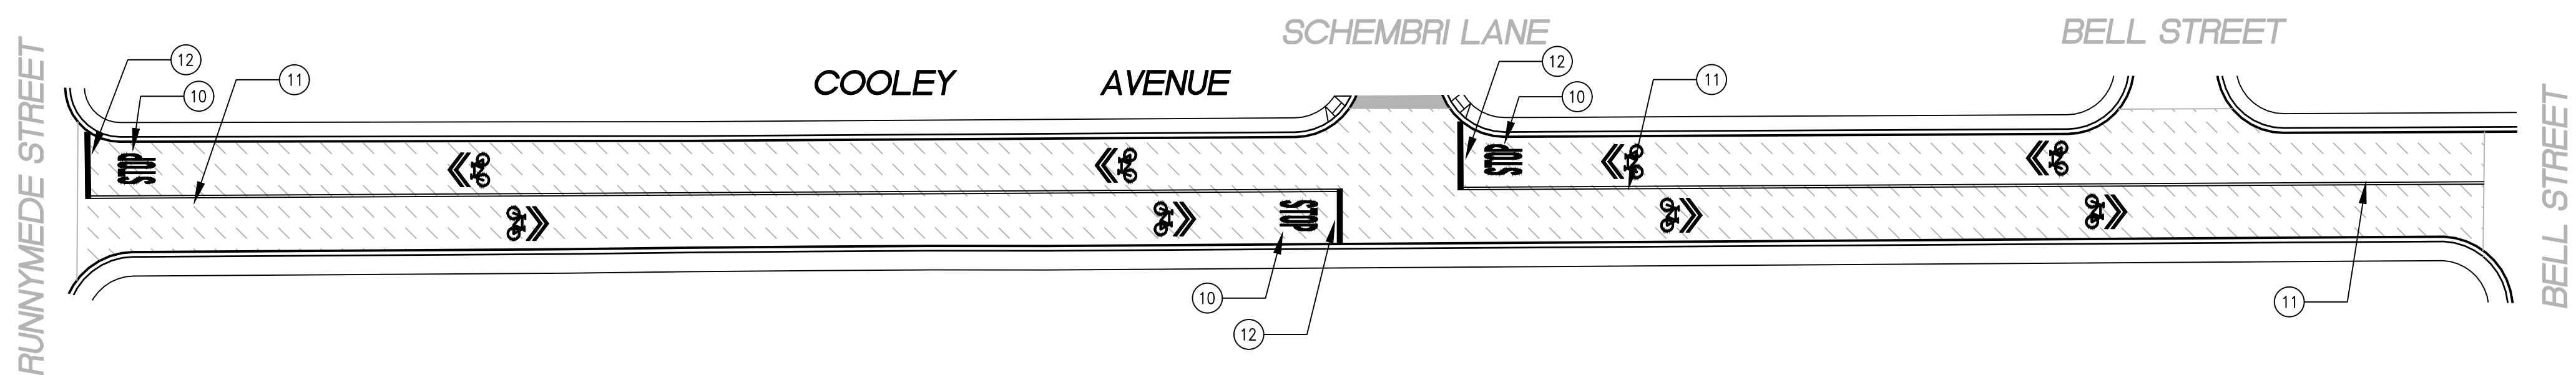 SCHEMBRI LANE
BELL STREET
RUNNYMEDE STREET
COOLEY AVENUE
BELL STREET
12
10
11
12
10
11
STOP
STOP
STOP
10
12
11